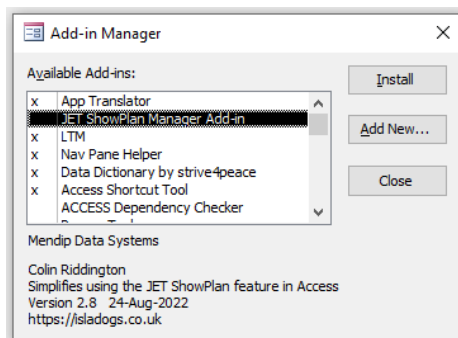 Add-in Manager
Available Add-ins:
x App Translator
JET ShowPlan Manager Add-in
x LTM
x Nav Pane Helper
x Data Dictionary by strive4peace
x Access Shortcut Tool
ACCESS Dependency Checker
Install
Add New...
Close
Mendip Data Systems
Colin Riddington
Simplifies using the JET ShowPlan feature in Access
Version 2.8 24-Aug-2022
https://isladogs.co.uk